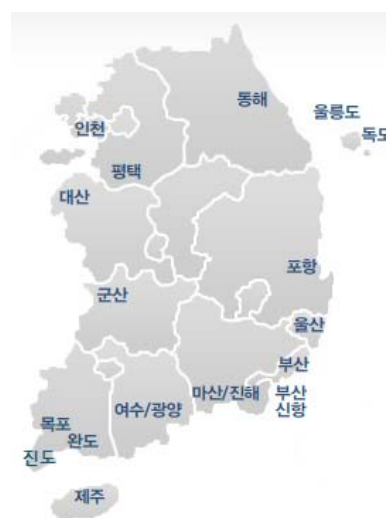 동해
울릉도
독도
인천
평택
대산
포항
군산
울산
부산
마산/진해
부산
신항
여수/광양
목포
완도
진도
제주